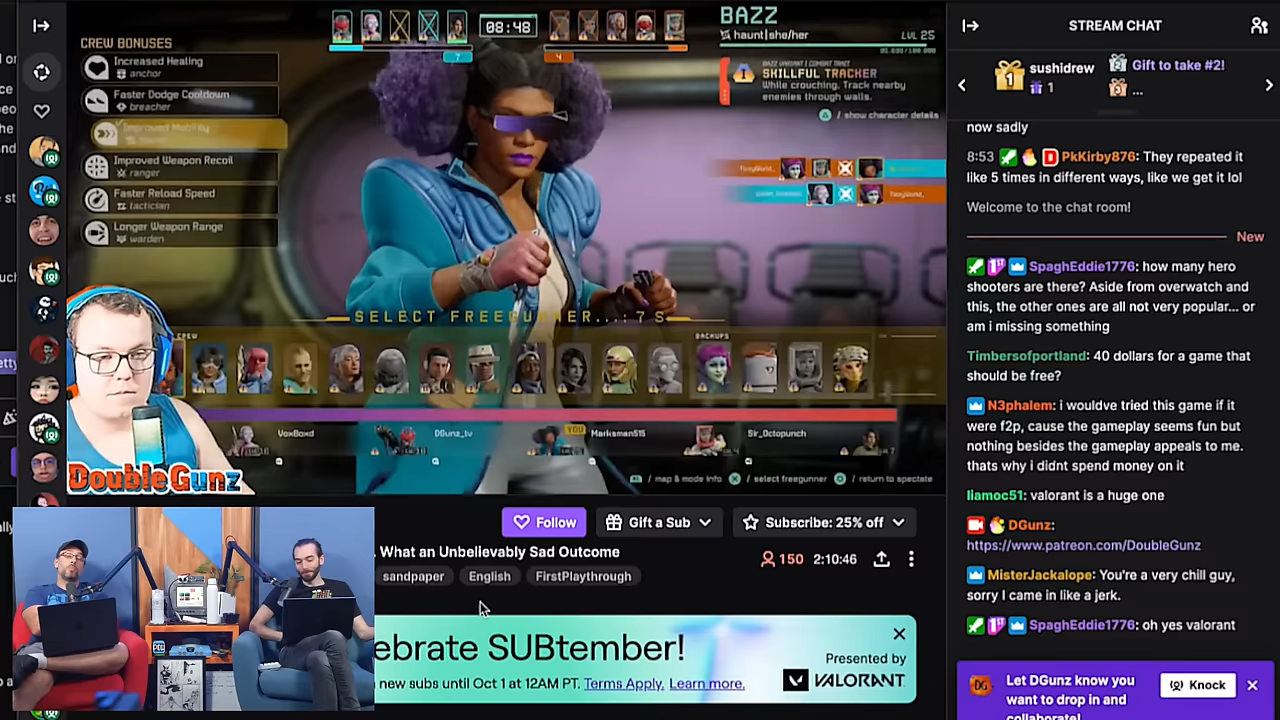 CREW BONUSES
Increased Healing
anchor
Faster Dodge Cooldown
breacher
Improved Mobility
ranger
Improved Weapon Recoil
ranger
Faster Reload Speed
tactician
Longer Weapon Range
warden
08:48
7
4
BAZZ
haunt|she/her
LVL 25
SKILLFUL TRACKER
While crouching, Track nearby
enemies through walls.
/ show character details
SELECT FREEGUNNER...: 7 S
CREW
BACKUPS
VoxBoxd
DGunz_tv
YOU
Marksman515
Sir_Octopunch
/ map & mode info
/ select freegunner
/ return to spectate
DoubleGunz
Follow
Gift a Sub
Subscribe: 25% off
. What an Unbelievably Sad Outcome
150
2:10:46
sandpaper
English
FirstPlaythrough
ebrate SUBtember!
new subs until Oct 1 at 12AM PT. Terms Apply. Learn more.
Presented by
VALORANT
STREAM CHAT
1
sushidrew
1
Gift to take #2!
...
now sadly
8:53 PkKirby876: They repeated it
like 5 times in different ways, like we get it lol
Welcome to the chat room!
New
SpaghEddie1776: how many hero
shooters are there? Aside from overwatch and
this, the other ones are all not very popular... or
am i missing something
Timbersofportland: 40 dollars for a game that
should be free?
N3phalem: i wouldve tried this game if it
were f2p, cause the gameplay seems fun but
nothing besides the gameplay appeals to me.
thats why i didnt spend money on it
liamoc51: valorant is a huge one
DGunz:
https://www.patreon.com/DoubleGunz
MisterJackalope: You're a very chill guy,
sorry I came in like a jerk.
SpaghEddie1776: oh yes valorant
DG
Let DGunz know you
want to drop in and
collaborate!
Knock